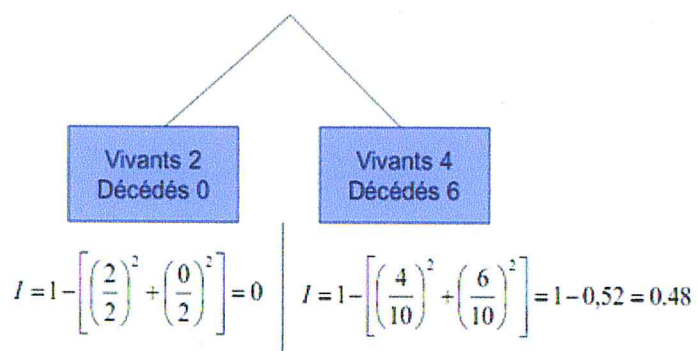 Vivants 2
Décédés 0
Vivants 4
Décédés 6
I = 1 - [(2/2)^2 + (0/2)^2] = 0
I = 1 - [(4/10)^2 + (6/10)^2] = 1 - 0,52 = 0.48